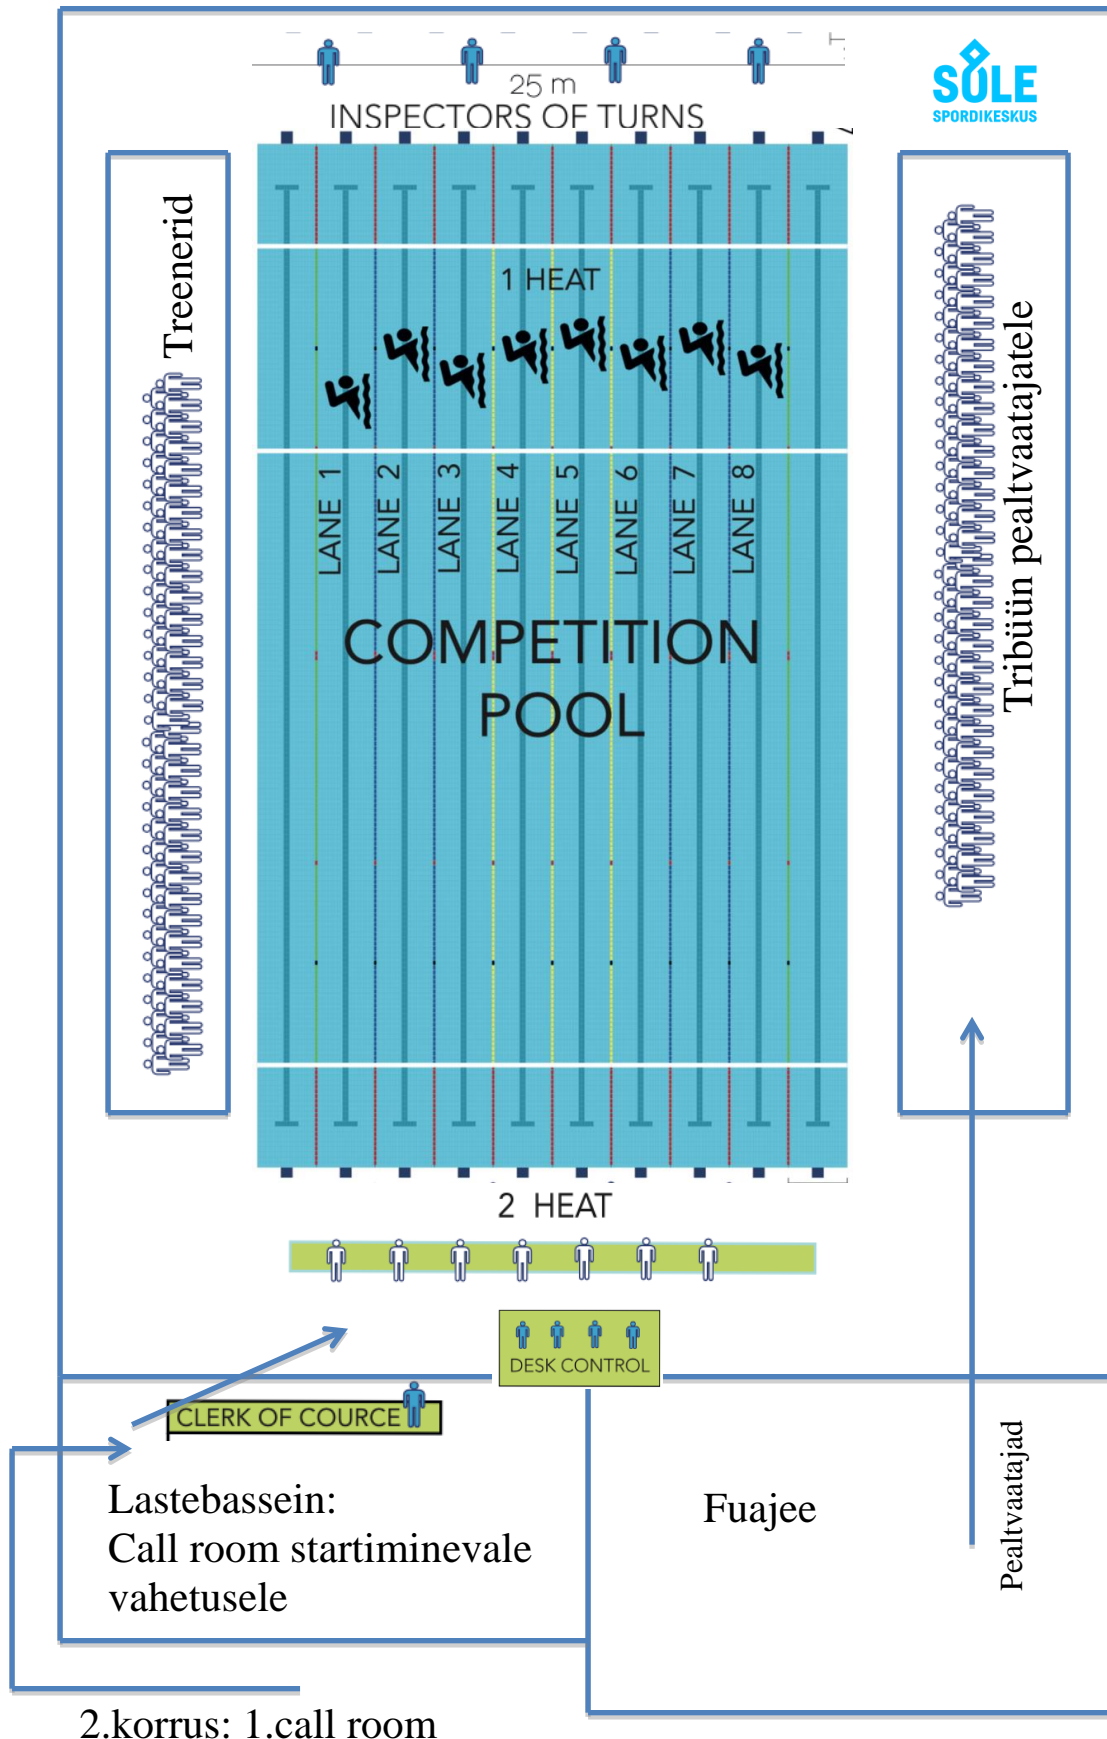 25 m
INSPECTORS OF TURNS
SÕLE
SPORDIKESKUS
Treenerid
1 HEAT
LANE 1
LANE 2
LANE 3
LANE 4
LANE 5
LANE 6
LANE 7
LANE 8
COMPETITION
POOL
Tribüün pealtvaatajatele
2 HEAT
DESK CONTROL
CLERK OF COURCE
Lastebassein:
Call room startiminevale
vahetusele
Fuajee
Pealtvaatajad
2.korrus: 1.call room